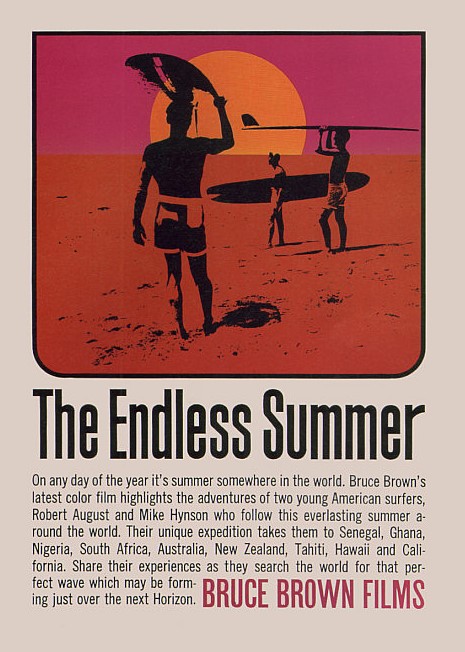 The Endless Summer
On any day of the year it's summer somewhere in the world. Bruce Brown's
latest color film highlights the adventures of two young American surfers,
Robert August and Mike Hynson who follow this everlasting summer a-
round the world. Their unique expedition takes them to Senegal, Ghana,
Nigeria, South Africa, Australia, New Zealand, Tahiti, Hawaii and Cali-
fornia. Share their experiences as they search the world for that per-
fect wave which may be form-
ing just over the next Horizon.
BRUCE BROWN FILMS